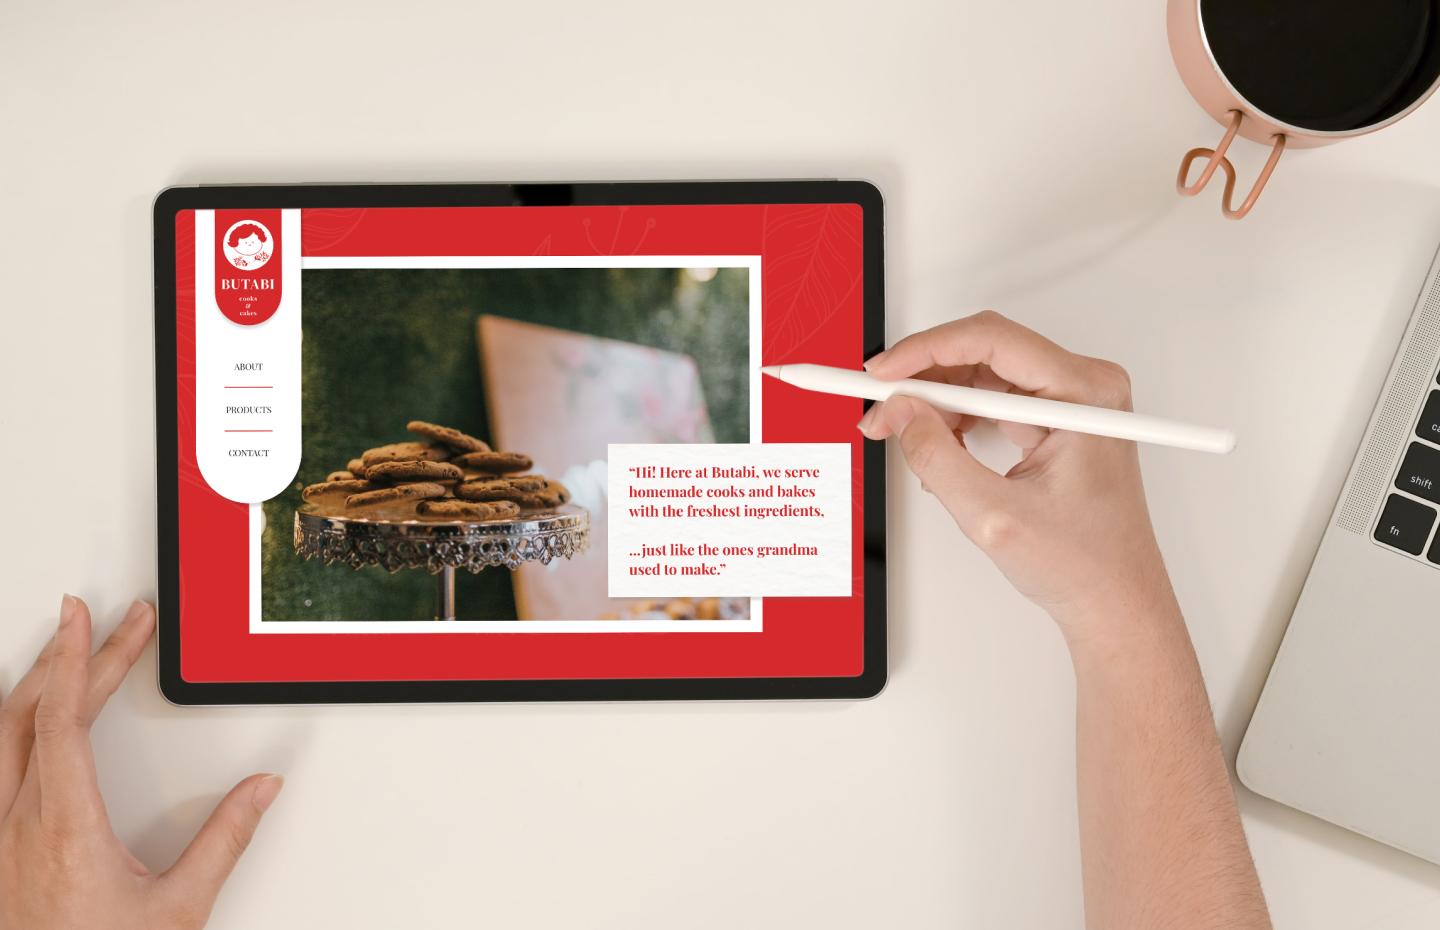 BUTABI
cooks
&
cakes
ABOUT
PRODUCTS
CONTACT
“Hi! Here at Butabi, we serve
homemade cooks and bakes
with the freshest ingredients,
...just like the ones grandma
used to make.”
shift
fn